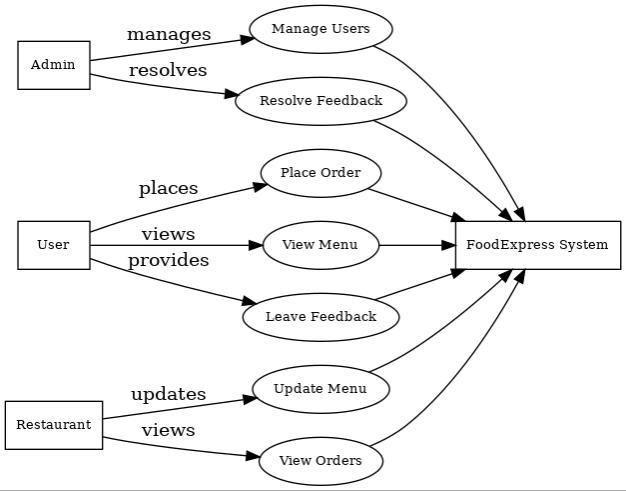 manages
Manage Users
Admin
resolves
Resolve Feedback
places
Place Order
User
views
View Menu
FoodExpress System
provides
Leave Feedback
updates
Update Menu
Restaurant
views
View Orders